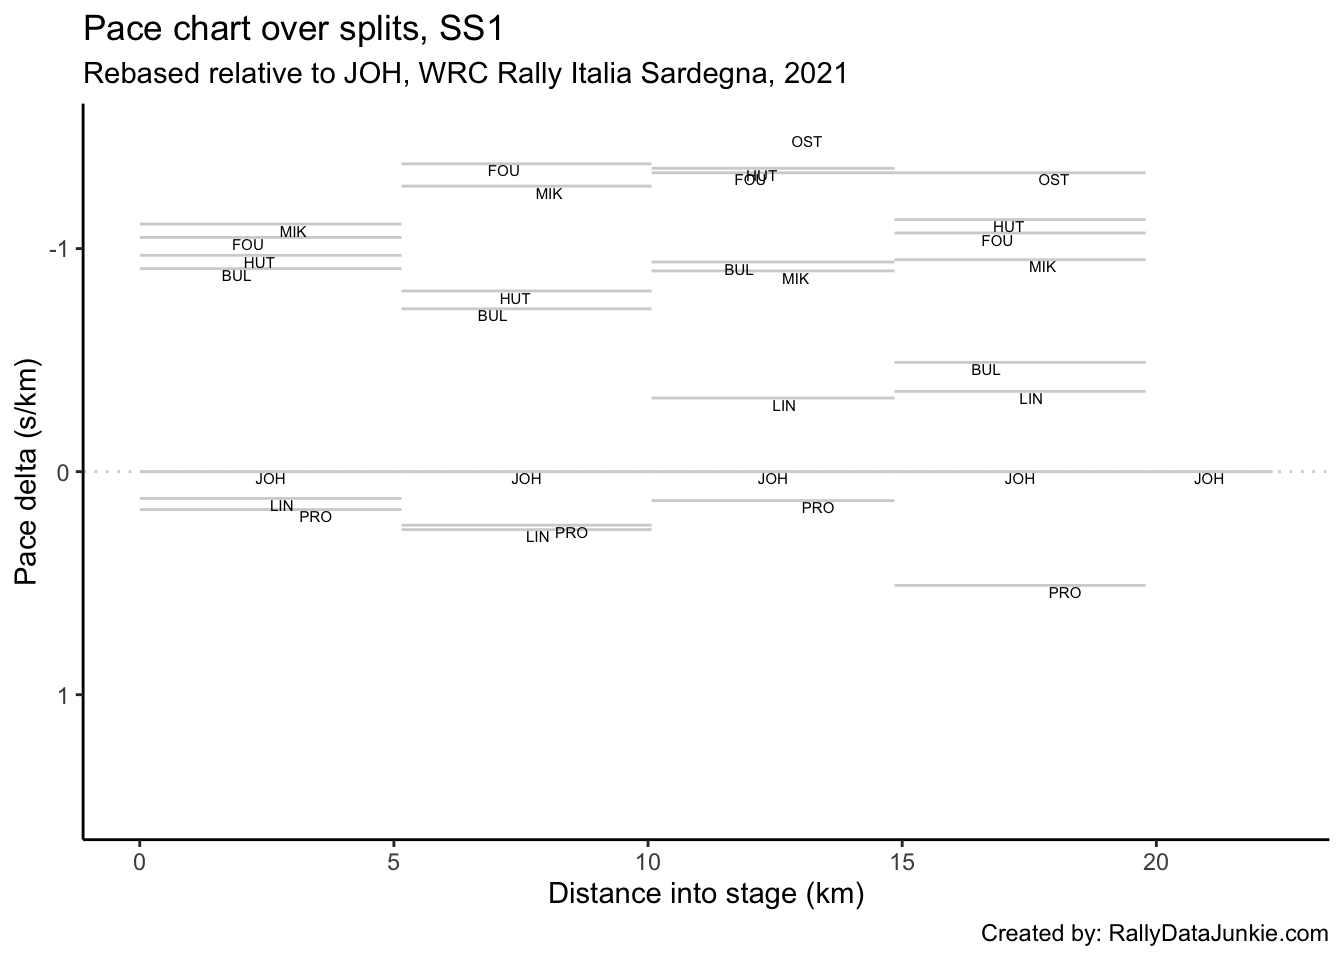 Pace chart over splits, SS1
Rebased relative to JOH, WRC Rally Italia Sardegna, 2021
OST
FOU
HUT
FOU
OST
MIK
MIK
HUT
FOU
FOU
HUT
MIK
BUL
BUL
MIK
HUT
BUL
BUL
LIN
LIN
JOH
JOH
JOH
JOH
JOH
LIN
PRO
PRO
LIN
PRO
PRO
-1
0
1
Pace delta (s/km)
0 5 10 15 20
Distance into stage (km)
Created by: RallyDataJunkie.com